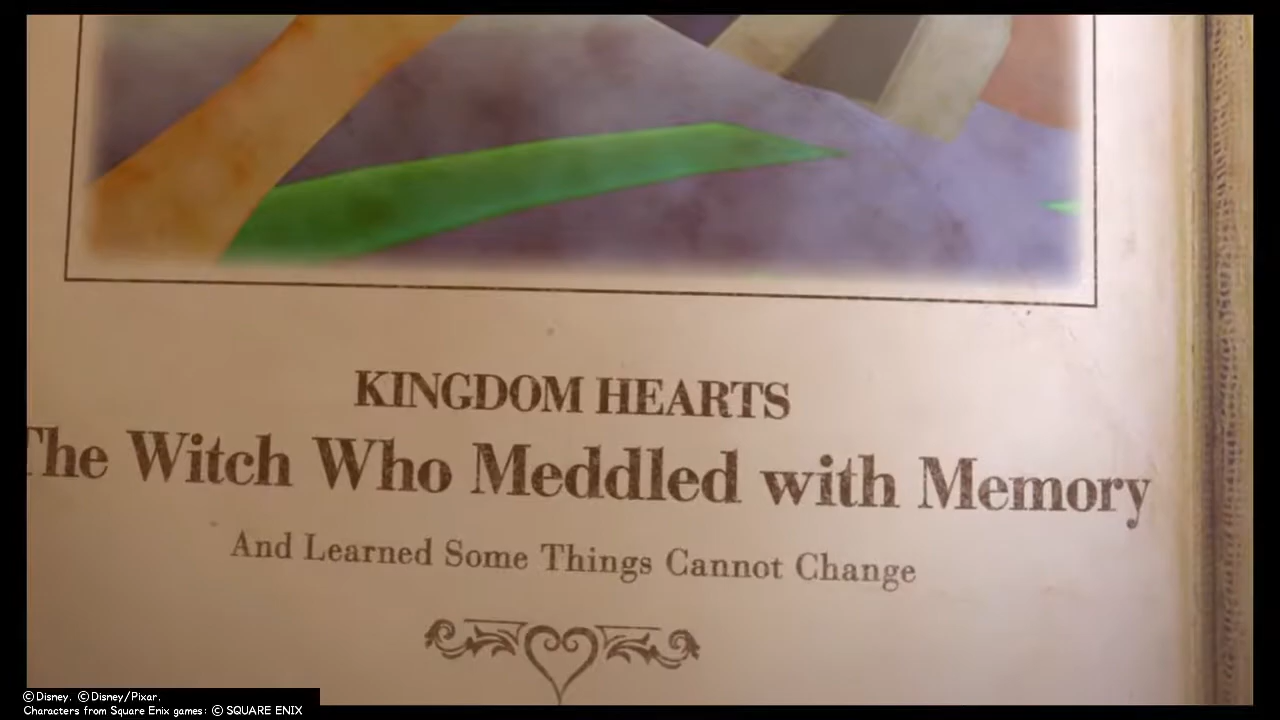 KINGDOM HEARTS
The Witch Who Meddled with Memory
And Learned Some Things Cannot Change
©Disney. ©Disney/Pixar.
Characters from Square Enix games: © SQUARE ENIX